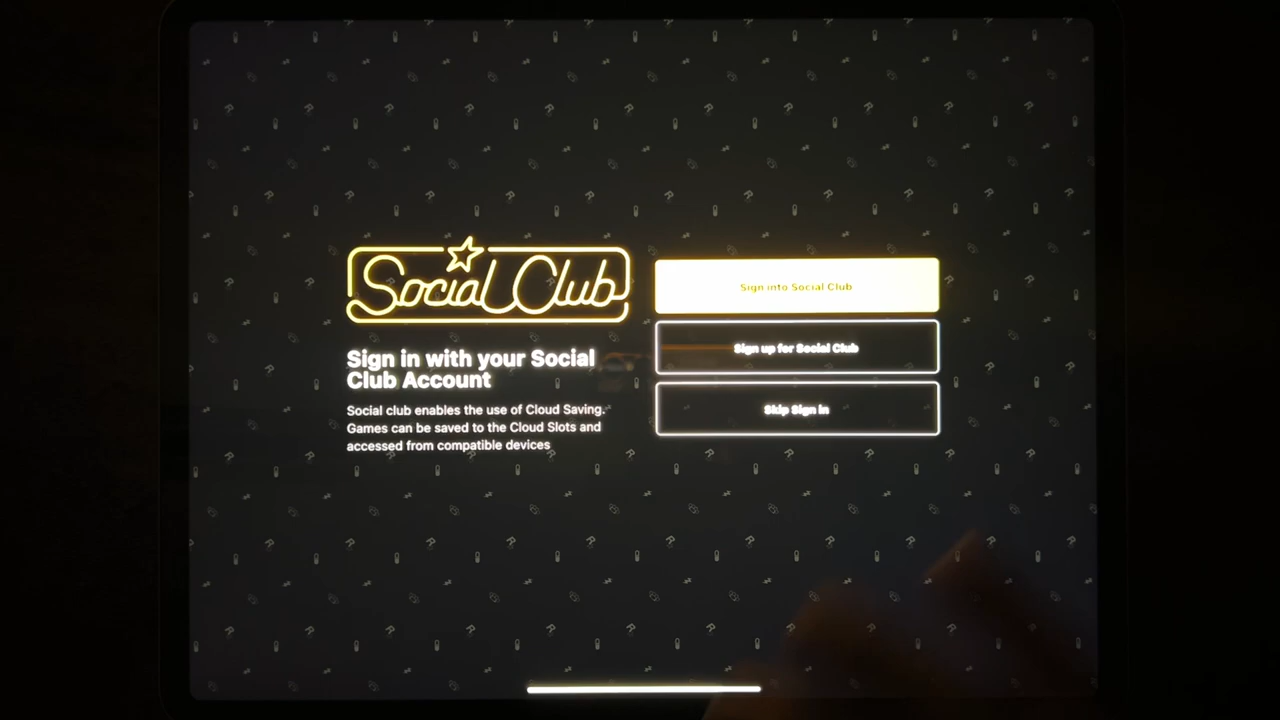 Social Club
Sign in with your Social
Club Account
Social club enables the use of Cloud Saving.
Games can be saved to the Cloud Slots and
accessed from compatible devices
Sign into Social Club
Sign up for Social Club
Skip Sign in